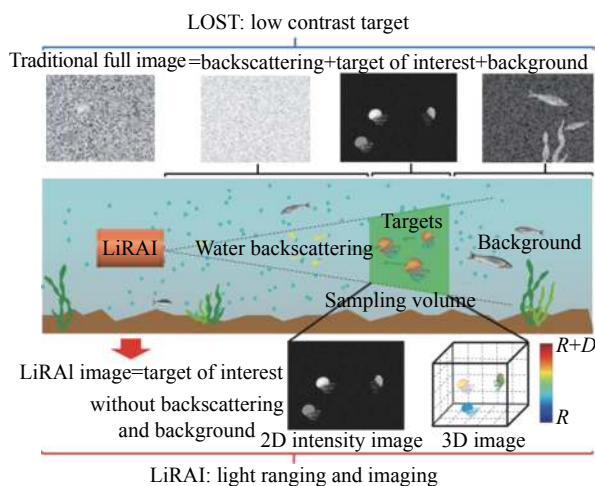 LOST: low contrast target
Traditional full image=backscattering+target of interest+background
LiRAI
Water backscattering
Targets
Background
Sampling volume
LiRAI image=target of interest
without backscattering
and background
2D intensity image
3D image
R+D
R
LiRAI: light ranging and imaging